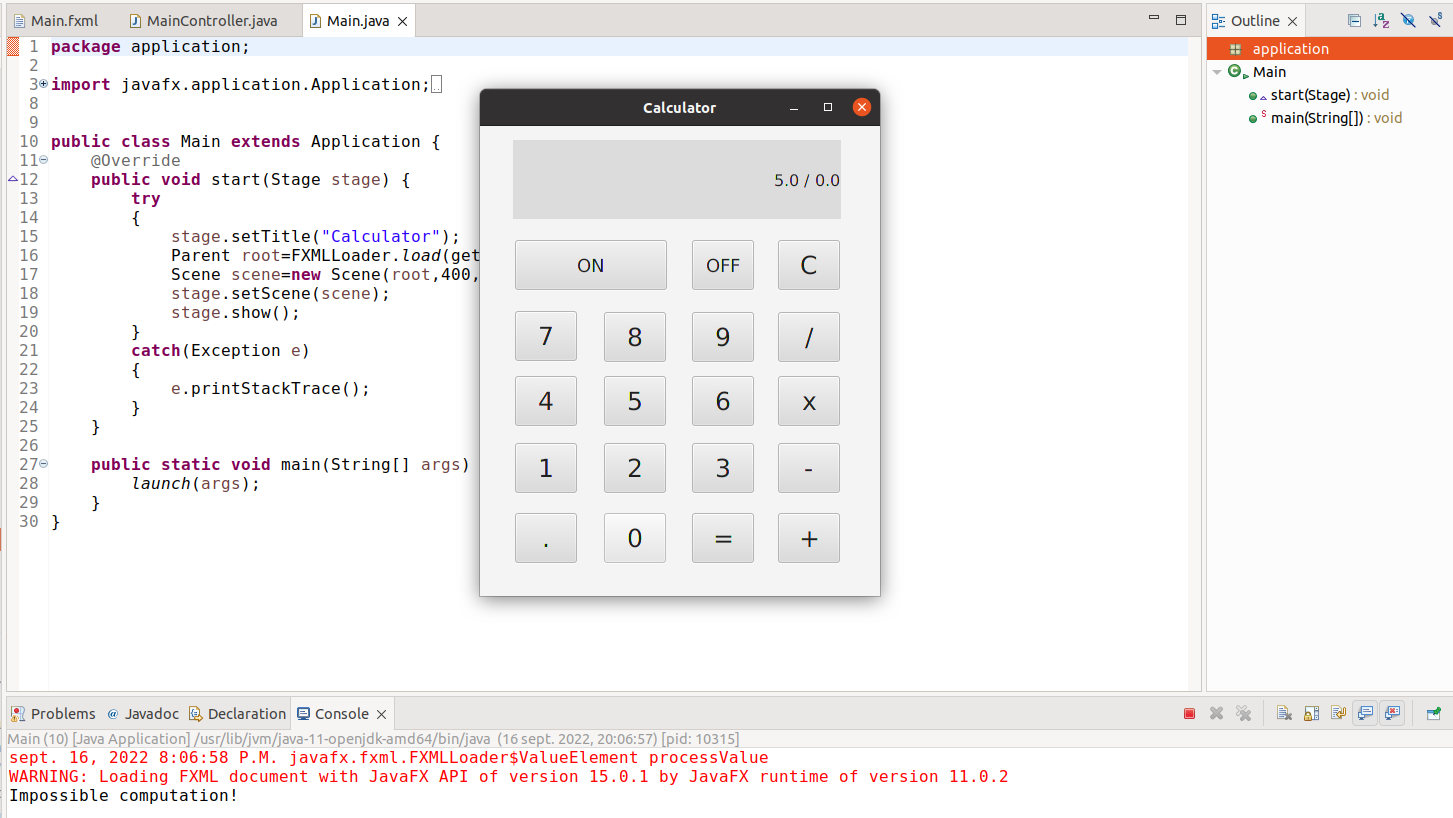 Main.fxml MainController.java Main.java
1 package application;
2
3 import javafx.application.Application;
8
9
10 public class Main extends Application {
11 @Override
12 public void start(Stage stage) {
13 try
14 {
15 stage.setTitle("Calculator");
16 Parent root=FXMLLoader.load(get
17 Scene scene=new Scene(root,400,
18 stage.setScene(scene);
19 stage.show();
20 }
21 catch(Exception e)
22 {
23 e.printStackTrace();
24 }
25 }
26
27 public static void main(String[] args)
28 launch(args);
29 }
30 }
Calculator
5.0 / 0.0
ON OFF C
7 8 9 /
4 5 6 x
1 2 3 -
. 0 = +
Outline
application
Main
start(Stage) : void
main(String[]) : void
Problems Javadoc Declaration Console
Main (10) [Java Application] /usr/lib/jvm/java-11-openjdk-amd64/bin/java (16 sept. 2022, 20:06:57) [pid: 10315]
sept. 16, 2022 8:06:58 P.M. javafx.fxml.FXMLLoader$ValueElement processValue
WARNING: Loading FXML document with JavaFX API of version 15.0.1 by JavaFX runtime of version 11.0.2
Impossible computation!